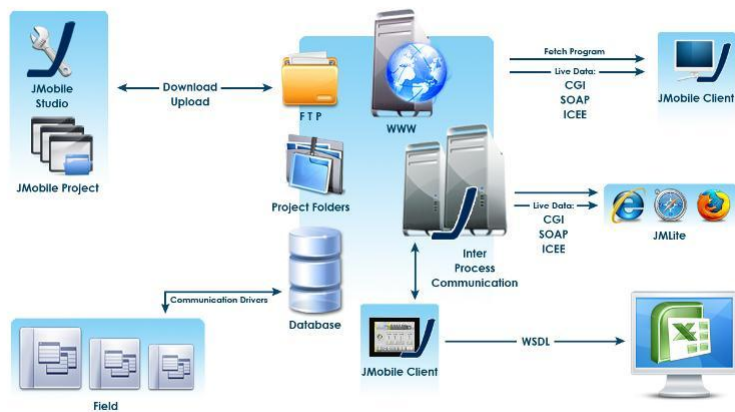 JMobile
Studio
JMobile Project
Download
Upload
FTP
Project Folders
Database
Communication Drivers
Field
WWW
Inter
Process
Communication
JMobile Client
Fetch Program
Live Data:
CGI
SOAP
ICEE
JMobile Client
Live Data:
CGI
SOAP
ICEE
JMLite
WSDL